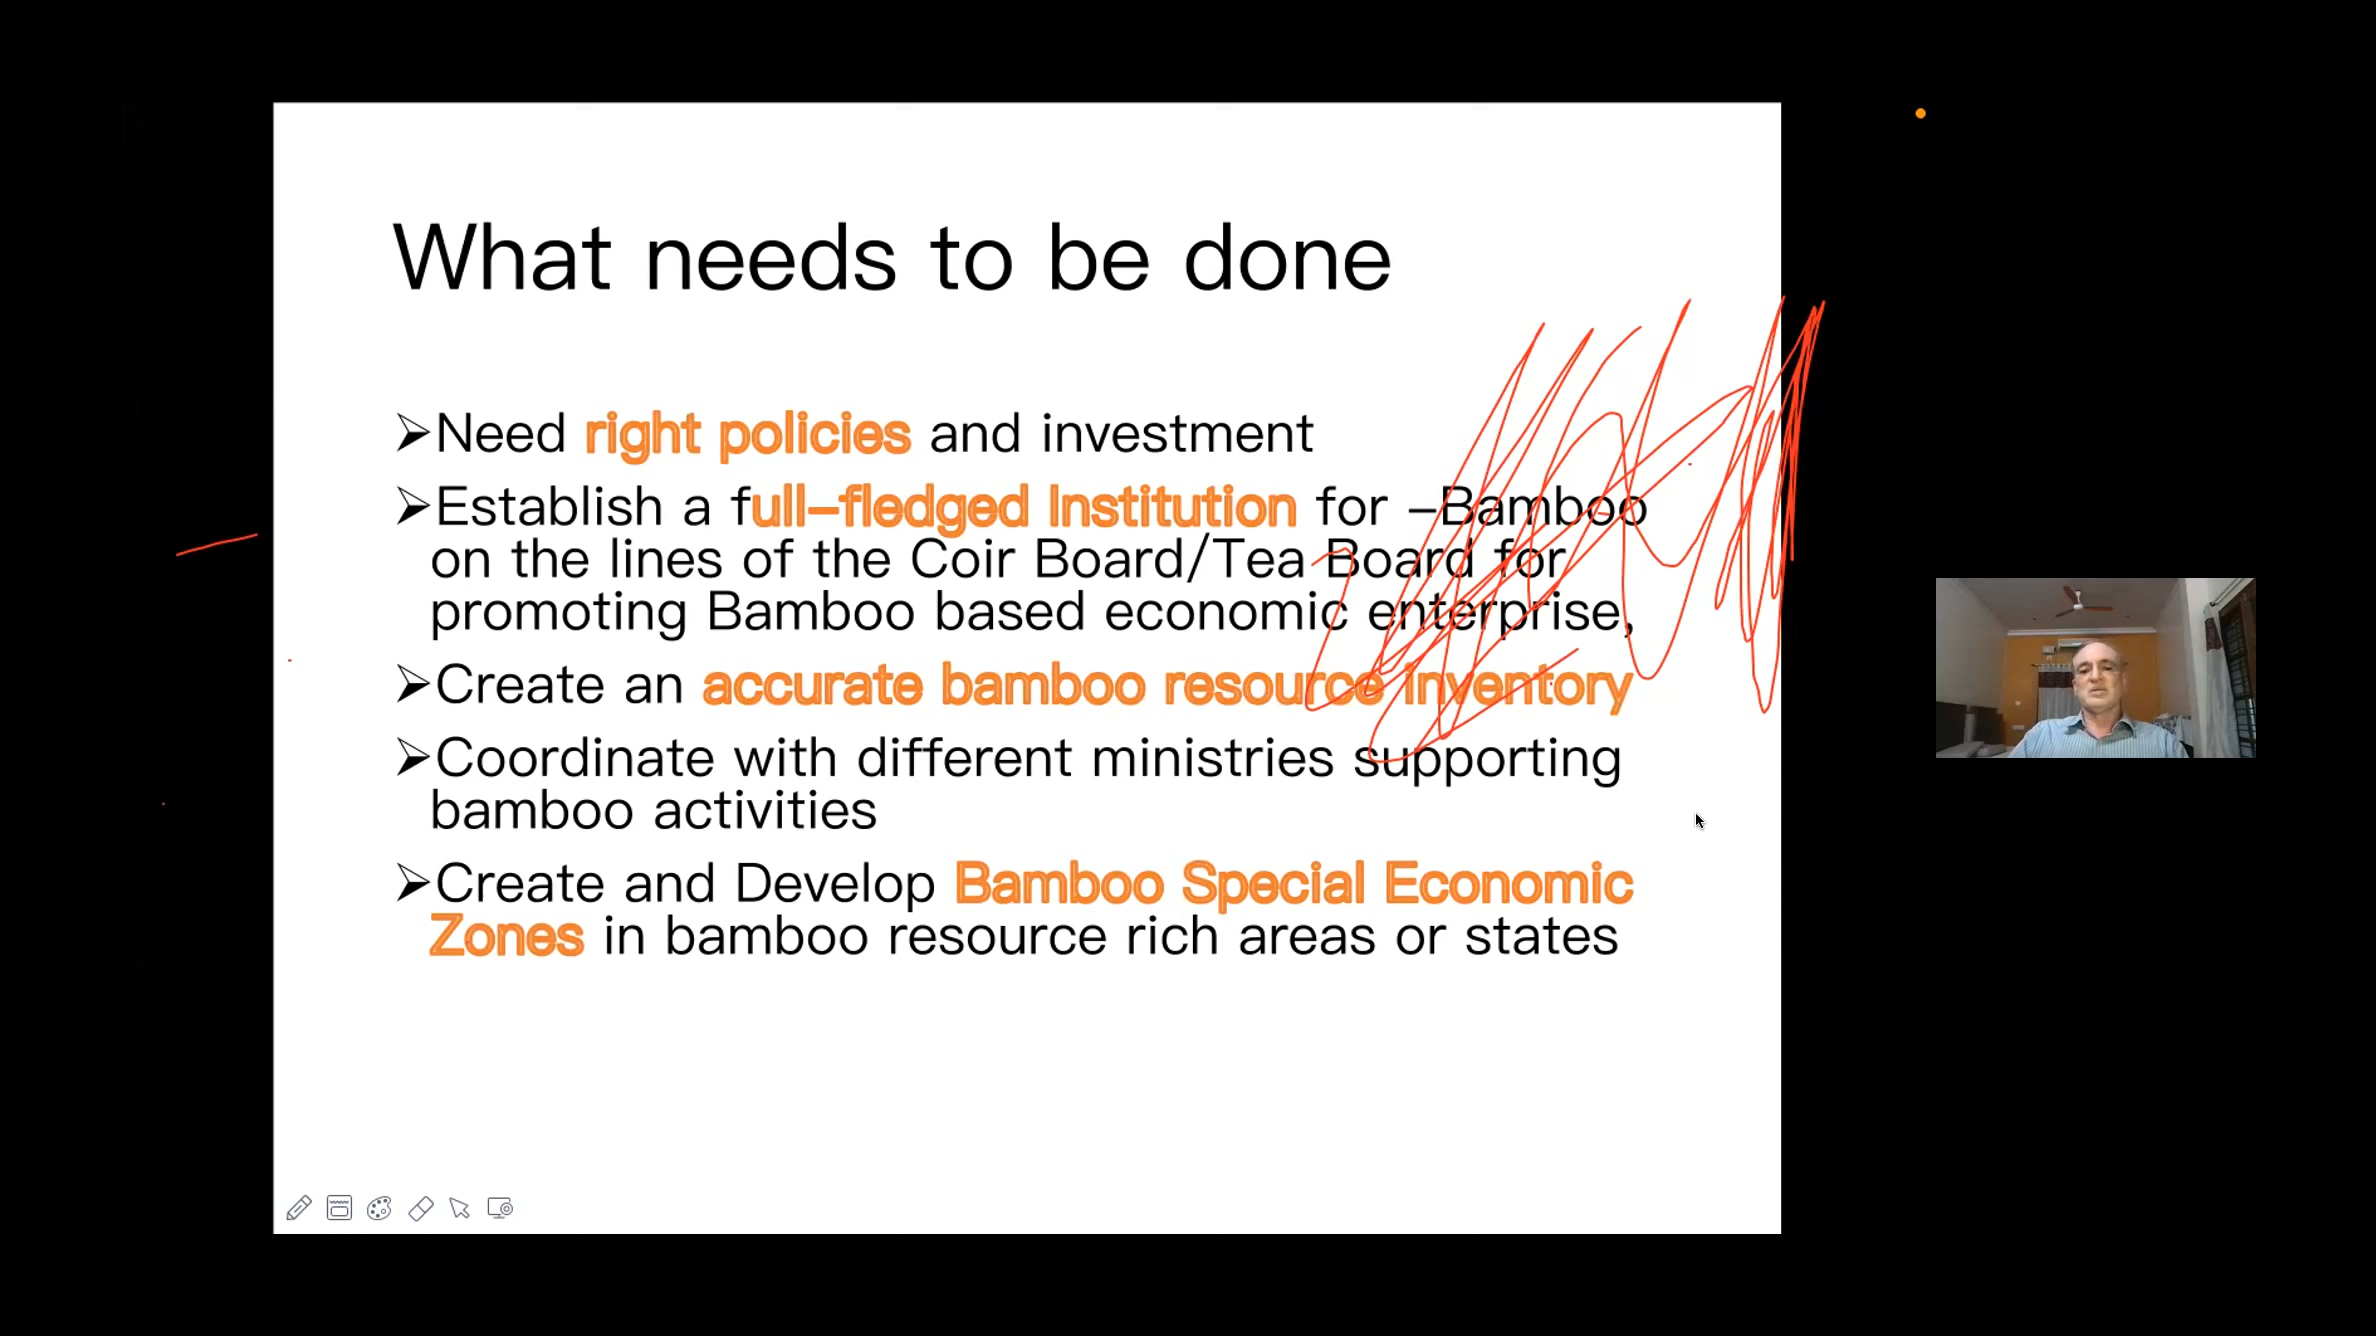 What needs to be done
➢Need right policies and investment
➢Establish a full–fledged Institution for –Bamboo
on the lines of the Coir Board/Tea Board for
promoting Bamboo based economic enterprise,
➢Create an accurate bamboo resource inventory
➢Coordinate with different ministries supporting
bamboo activities
➢Create and Develop Bamboo Special Economic
Zones in bamboo resource rich areas or states